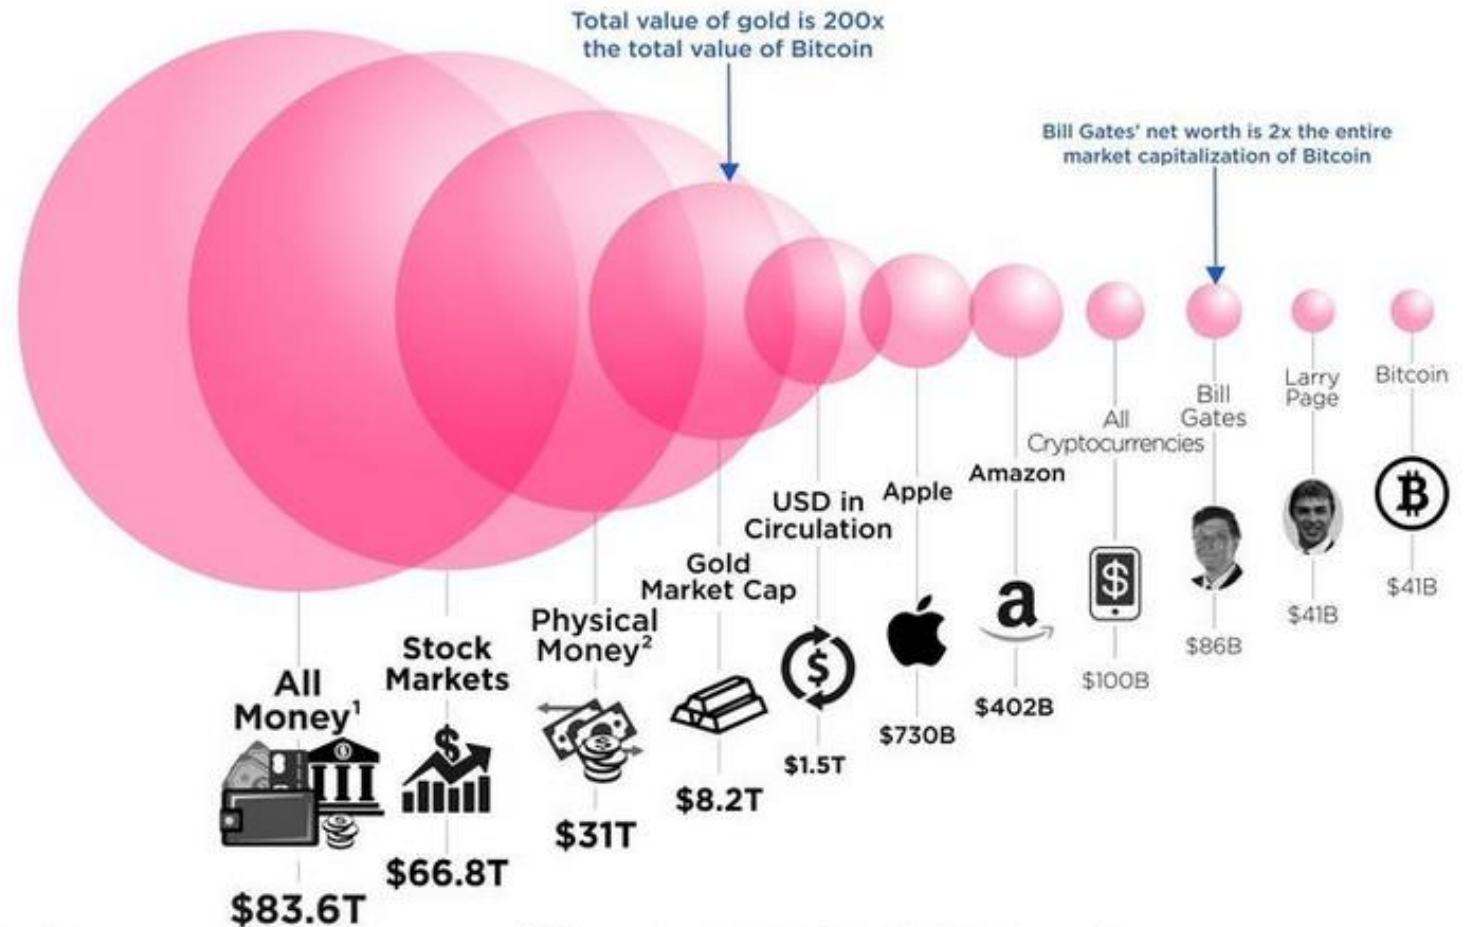 Total value of gold is 200x
the total value of Bitcoin
Bill Gates' net worth is 2x the entire
market capitalization of Bitcoin
All
Money¹
$83.6T
Stock
Markets
$66.8T
Physical
Money²
$31T
Gold
Market Cap
$8.2T
USD in
Circulation
$1.5T
Apple
$730B
Amazon
a
$402B
All
Cryptocurrencies
$100B
Bill
Gates
$86B
Larry
Page
$41B
Bitcoin
$41B